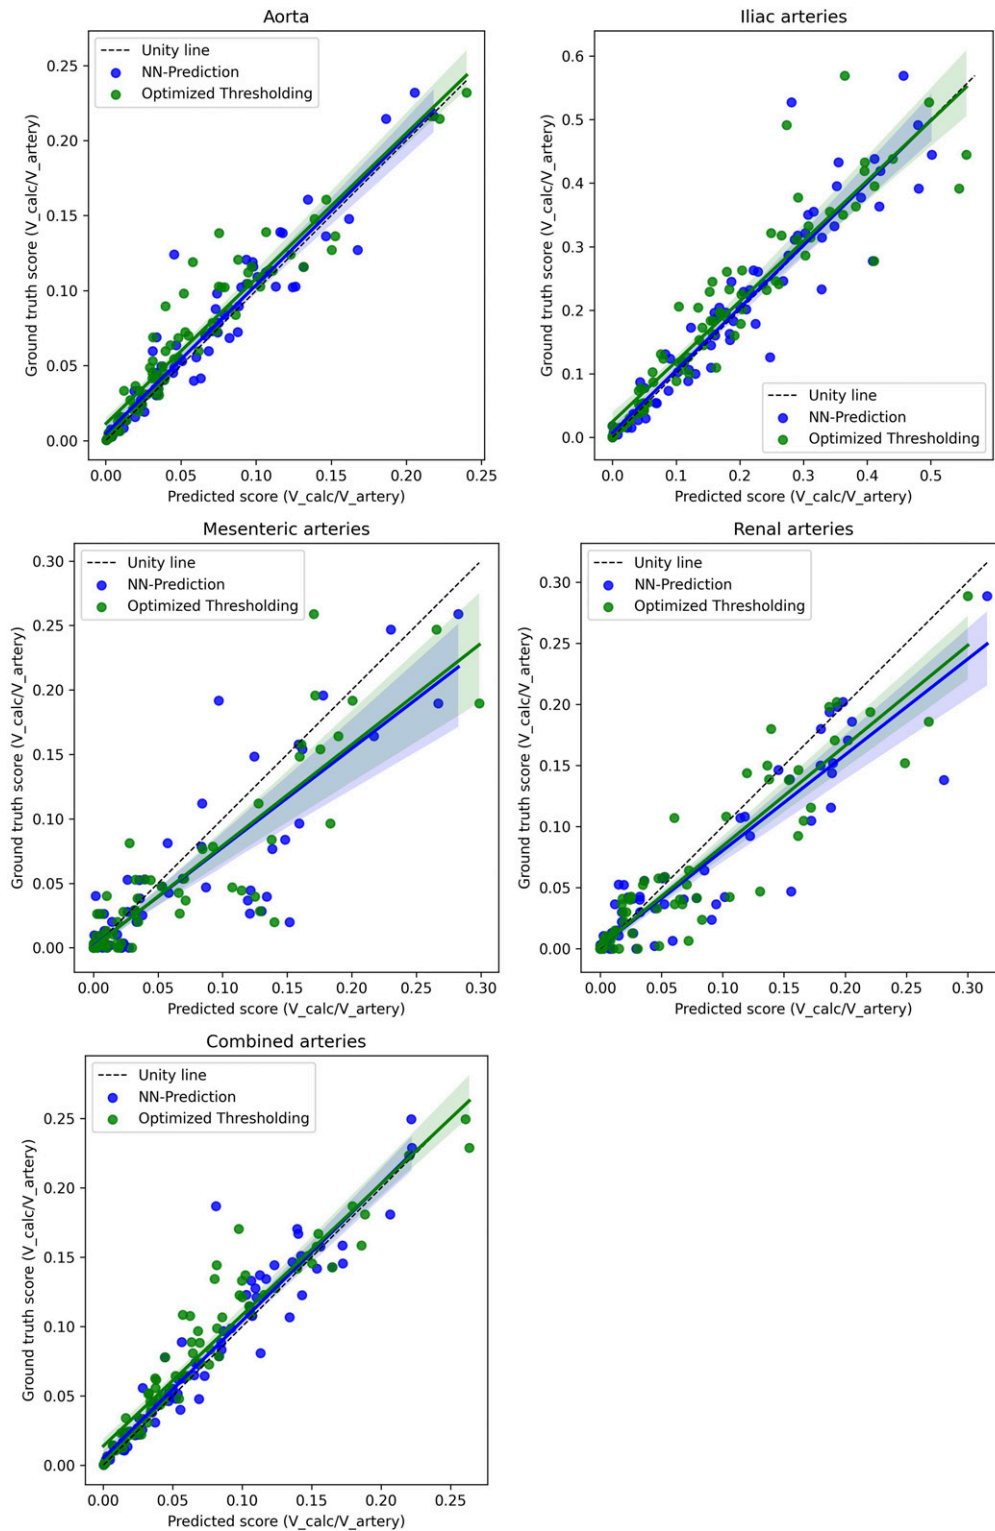 Aorta
Unity line
NN-Prediction
Optimized Thresholding
0.25
0.20
0.15
0.10
0.05
0.00
Ground truth score (V_calc/V_artery)
0.00 0.05 0.10 0.15 0.20 0.25
Predicted score (V_calc/V_artery)
Iliac arteries
Unity line
NN-Prediction
Optimized Thresholding
0.6
0.5
0.4
0.3
0.2
0.1
0.0
Ground truth score (V_calc/V_artery)
0.0 0.1 0.2 0.3 0.4 0.5
Predicted score (V_calc/V_artery)
Mesenteric arteries
Unity line
NN-Prediction
Optimized Thresholding
0.30
0.25
0.20
0.15
0.10
0.05
0.00
Ground truth score (V_calc/V_artery)
0.00 0.05 0.10 0.15 0.20 0.25 0.30
Predicted score (V_calc/V_artery)
Renal arteries
Unity line
NN-Prediction
Optimized Thresholding
0.30
0.25
0.20
0.15
0.10
0.05
0.00
Ground truth score (V_calc/V_artery)
0.00 0.05 0.10 0.15 0.20 0.25 0.30
Predicted score (V_calc/V_artery)
Combined arteries
Unity line
NN-Prediction
Optimized Thresholding
0.25
0.20
0.15
0.10
0.05
0.00
Ground truth score (V_calc/V_artery)
0.00 0.05 0.10 0.15 0.20 0.25
Predicted score (V_calc/V_artery)